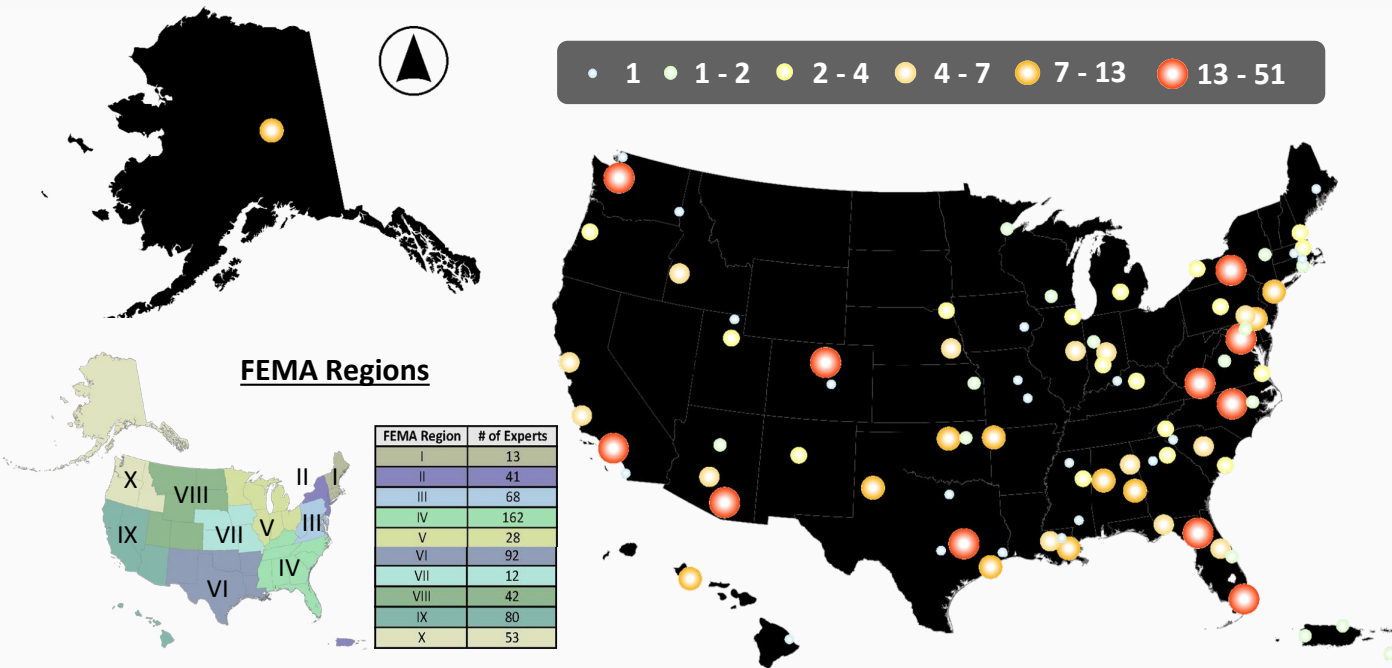 1 1 - 2 2 - 4 4 - 7 7 - 13 13 - 51
FEMA Regions
X
VIII
II
I
IX
VII
V
III
VI
IV
FEMA Region # of Experts
I 13
II 41
III 68
IV 162
V 28
VI 92
VII 12
VIII 42
IX 80
X 53